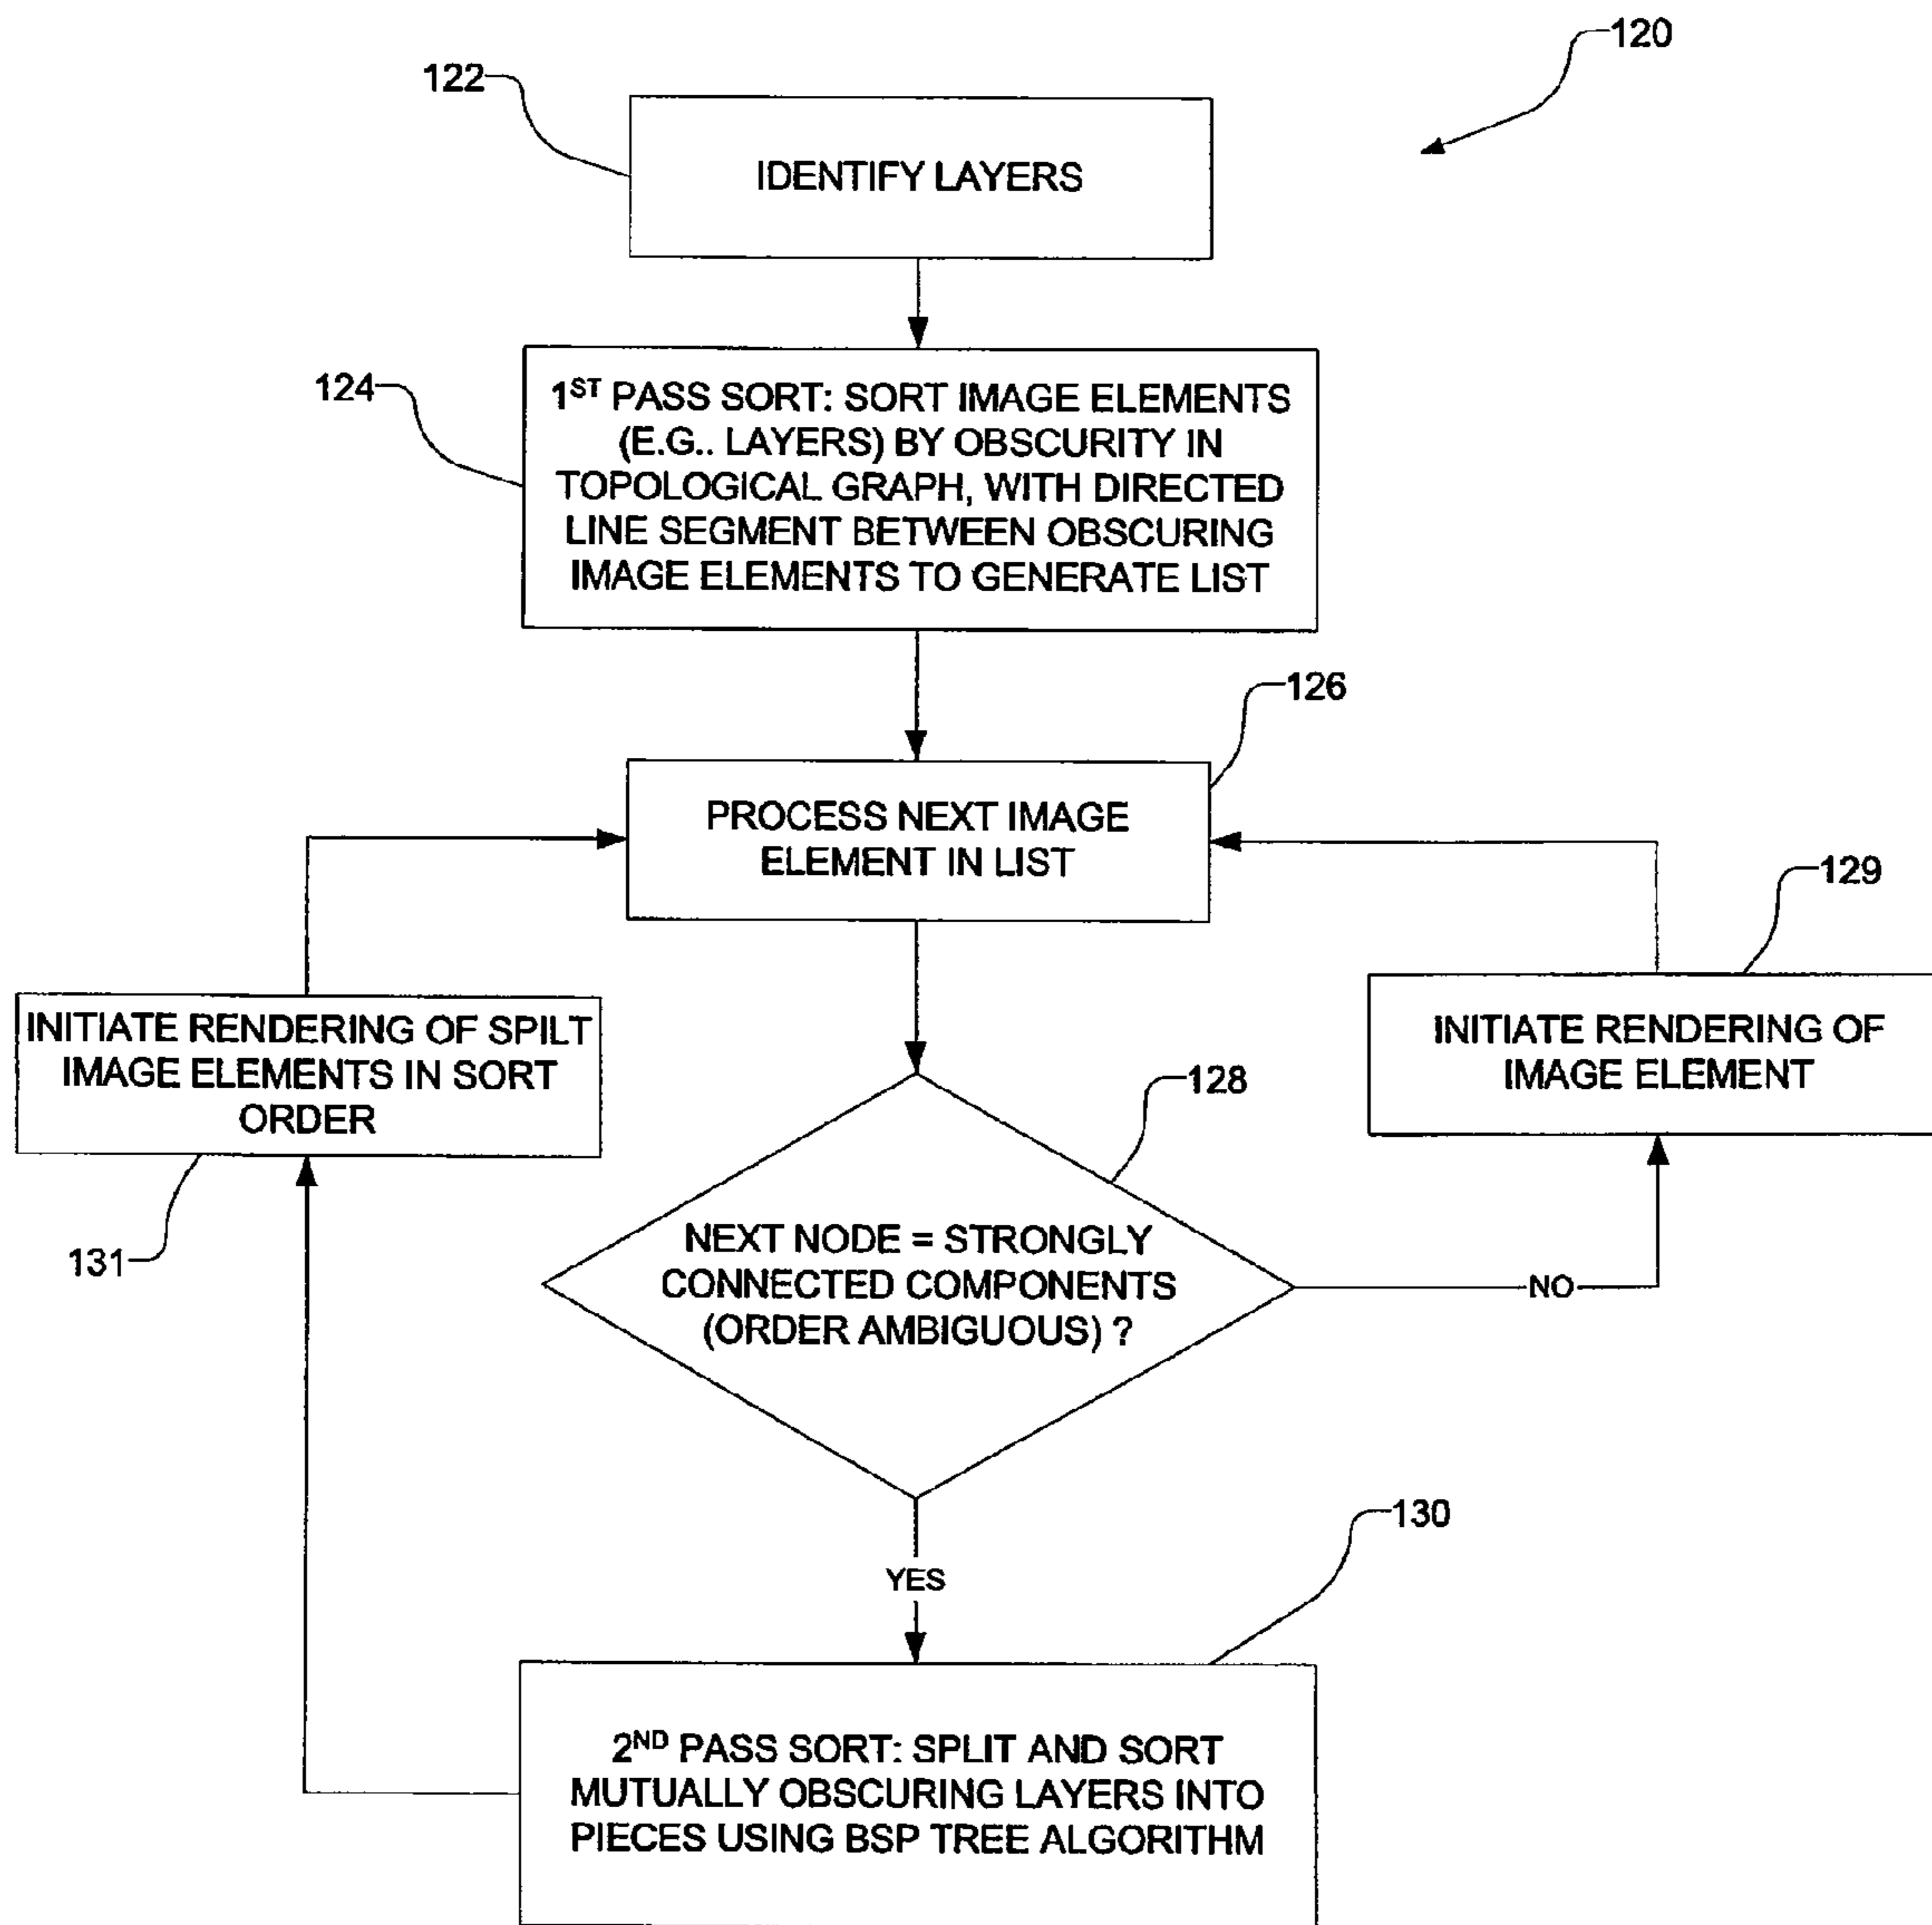 120
122
IDENTIFY LAYERS
124
1ST PASS SORT: SORT IMAGE ELEMENTS
(E.G.. LAYERS) BY OBSCURITY IN
TOPOLOGICAL GRAPH, WITH DIRECTED
LINE SEGMENT BETWEEN OBSCURING
IMAGE ELEMENTS TO GENERATE LIST
126
PROCESS NEXT IMAGE
ELEMENT IN LIST
129
INITIATE RENDERING OF SPILT
IMAGE ELEMENTS IN SORT
ORDER
131
INITIATE RENDERING OF
IMAGE ELEMENT
128
NEXT NODE = STRONGLY
CONNECTED COMPONENTS
(ORDER AMBIGUOUS) ?
NO
YES
130
2ND PASS SORT: SPLIT AND SORT
MUTUALLY OBSCURING LAYERS INTO
PIECES USING BSP TREE ALGORITHM